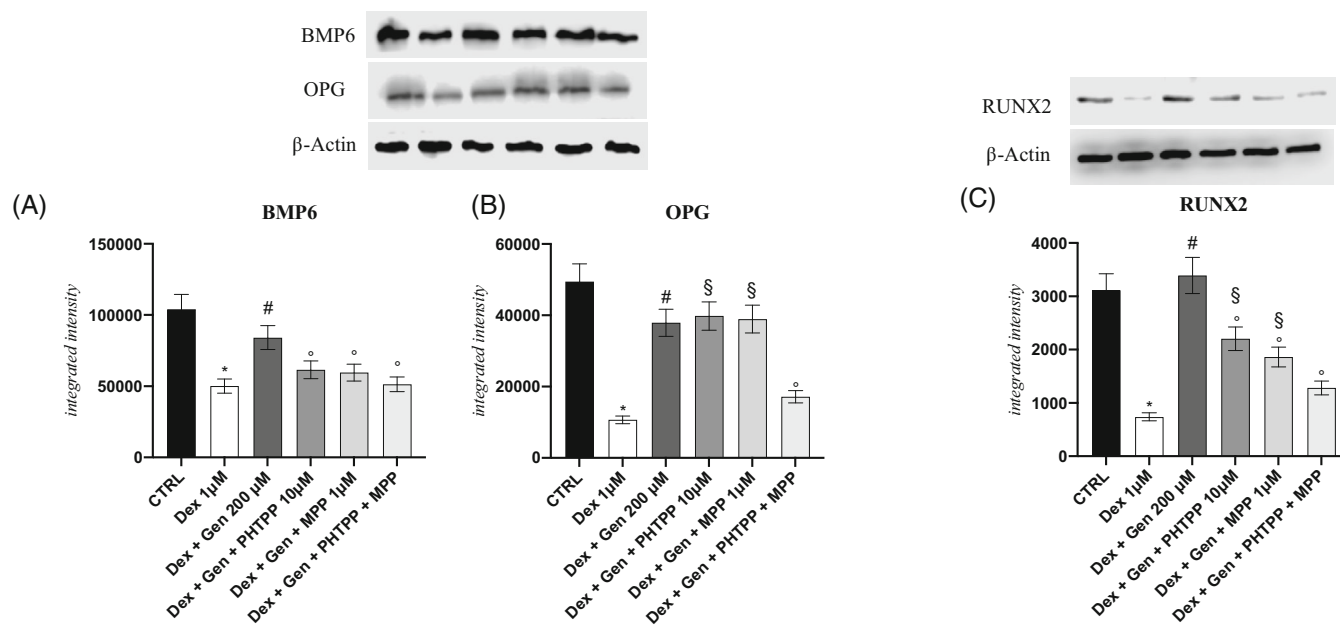 BMP6
OPG
β-Actin
RUNX2
β-Actin
(A)
BMP6
integrated intensity
150000
100000
50000
0
*
#
°
°
°
CTRL
Dex 1µM
Dex + Gen 200 µM
Dex + Gen + PHTPP 10µM
Dex + Gen + MPP 1µM
Dex + Gen + PHTPP + MPP
(B)
OPG
integrated intensity
60000
40000
20000
0
*
#
§
§
°
CTRL
Dex 1µM
Dex + Gen 200 µM
Dex + Gen + PHTPP 10µM
Dex + Gen + MPP 1µM
Dex + Gen + PHTPP + MPP
(C)
RUNX2
integrated intensity
4000
3000
2000
1000
0
*
#
§
°
§
°
°
CTRL
Dex 1µM
Dex + Gen 200 µM
Dex + Gen + PHTPP 10µM
Dex + Gen + MPP 1µM
Dex + Gen + PHTPP + MPP